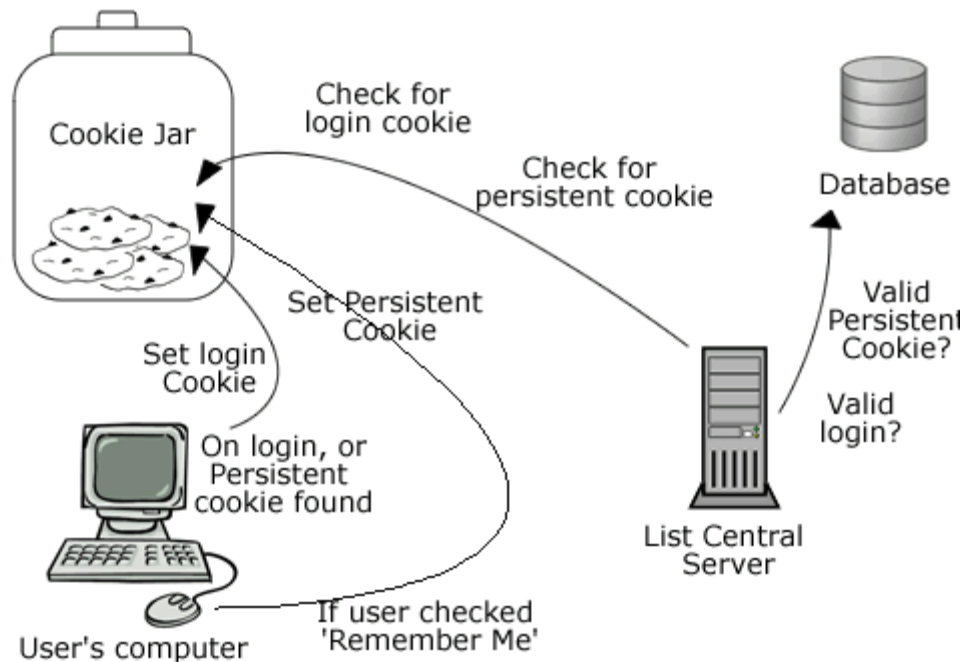 Check for
login cookie
Cookie Jar
Check for
persistent cookie
Database
Set Persistent
Cookie
Valid
Persistent
Cookie?
Set login
Cookie
Valid
login?
On login, or
Persistent
cookie found
List Central
Server
If user checked
'Remember Me'
User's computer